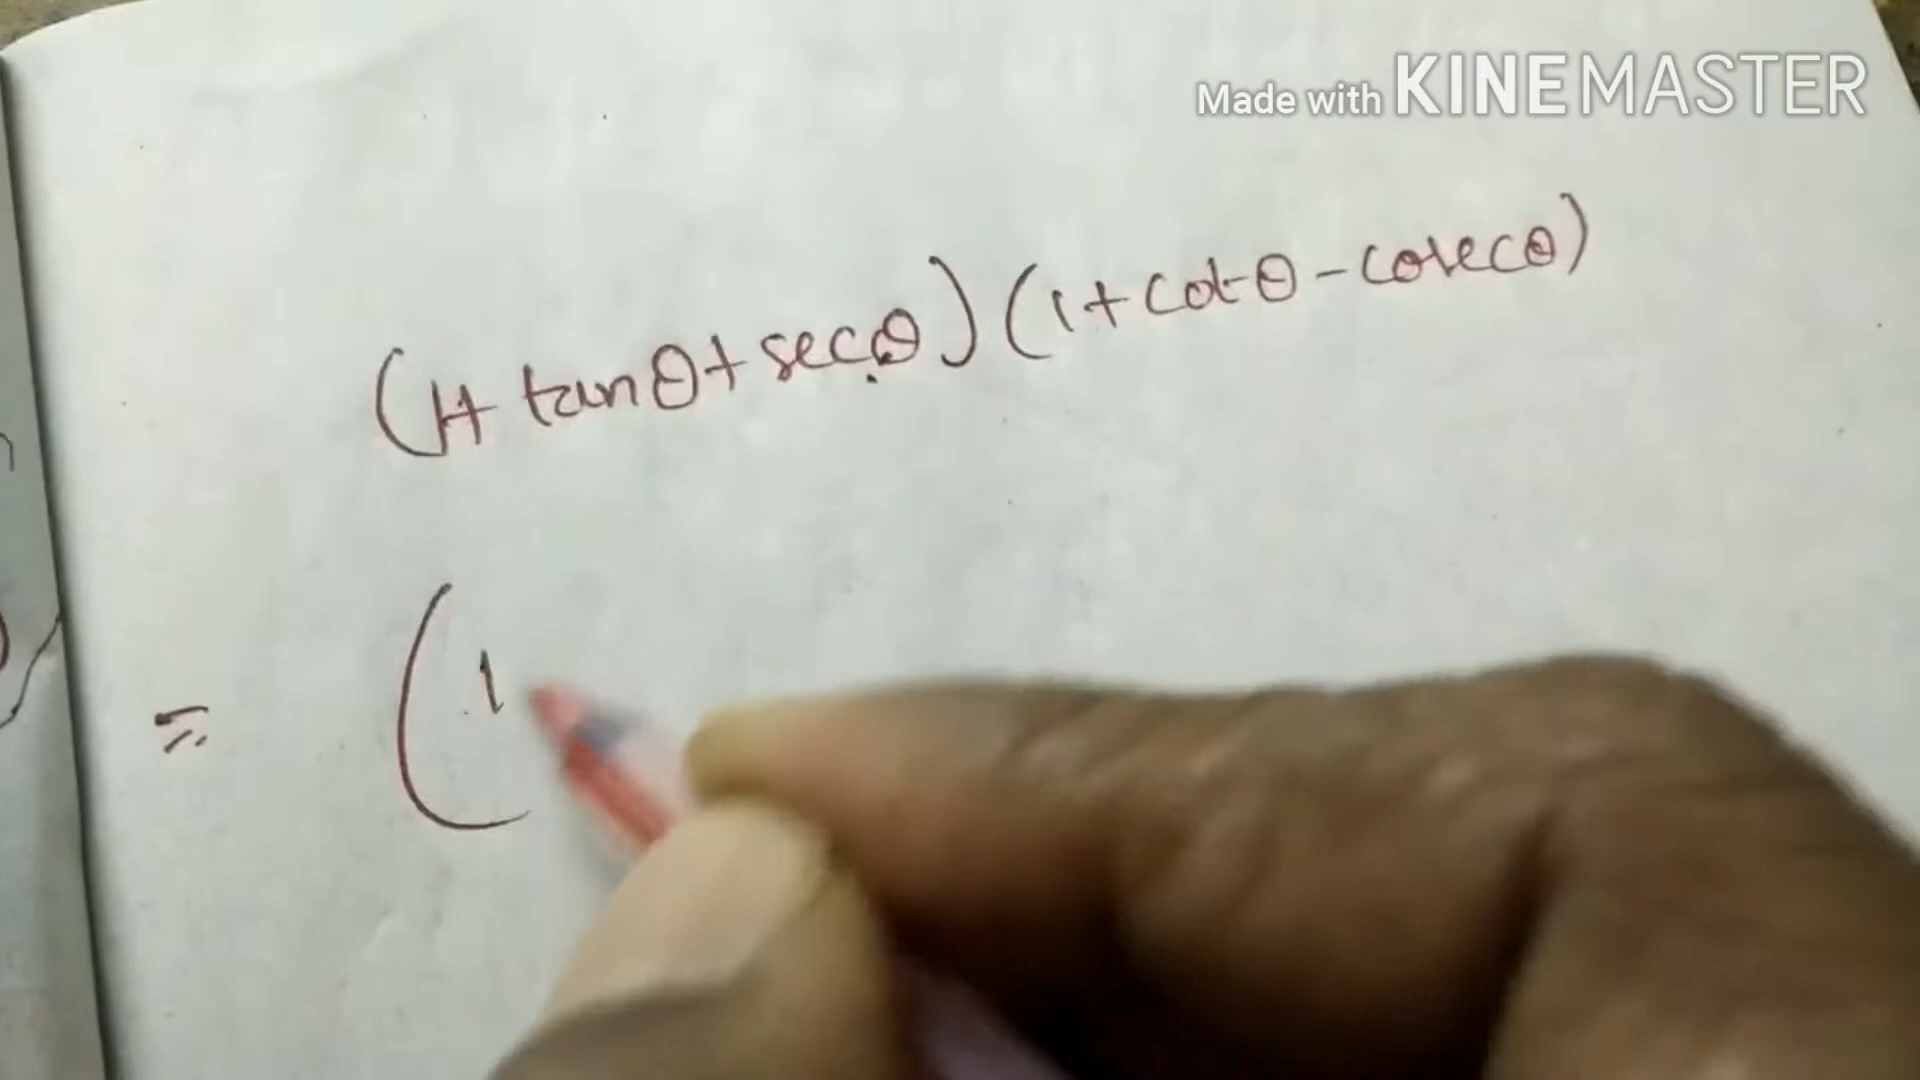 Made with KINEMASTER
(1+ tanθ + secθ) (1 + cotθ - cosecθ)
= (1